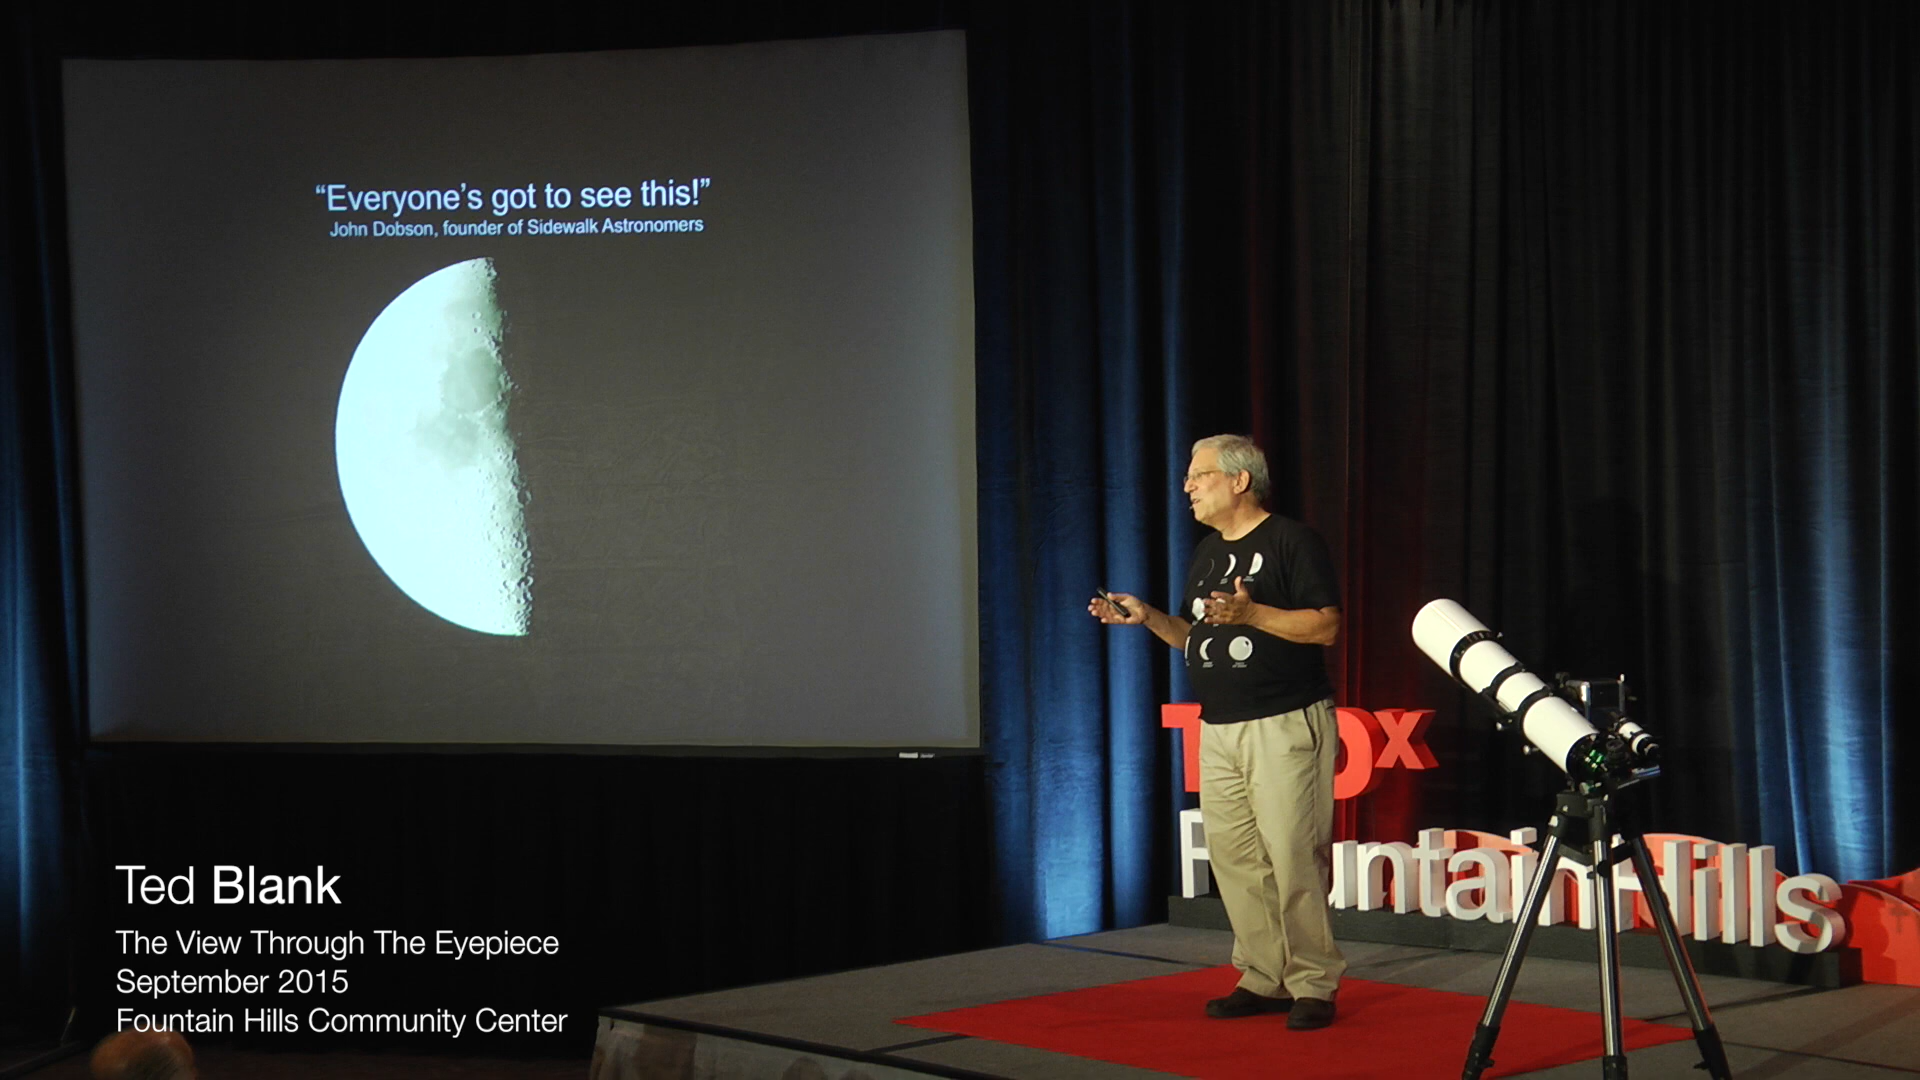 “Everyone’s got to see this!”
John Dobson, founder of Sidewalk Astronomers
Ted Blank
The View Through The Eyepiece
September 2015
Fountain Hills Community Center